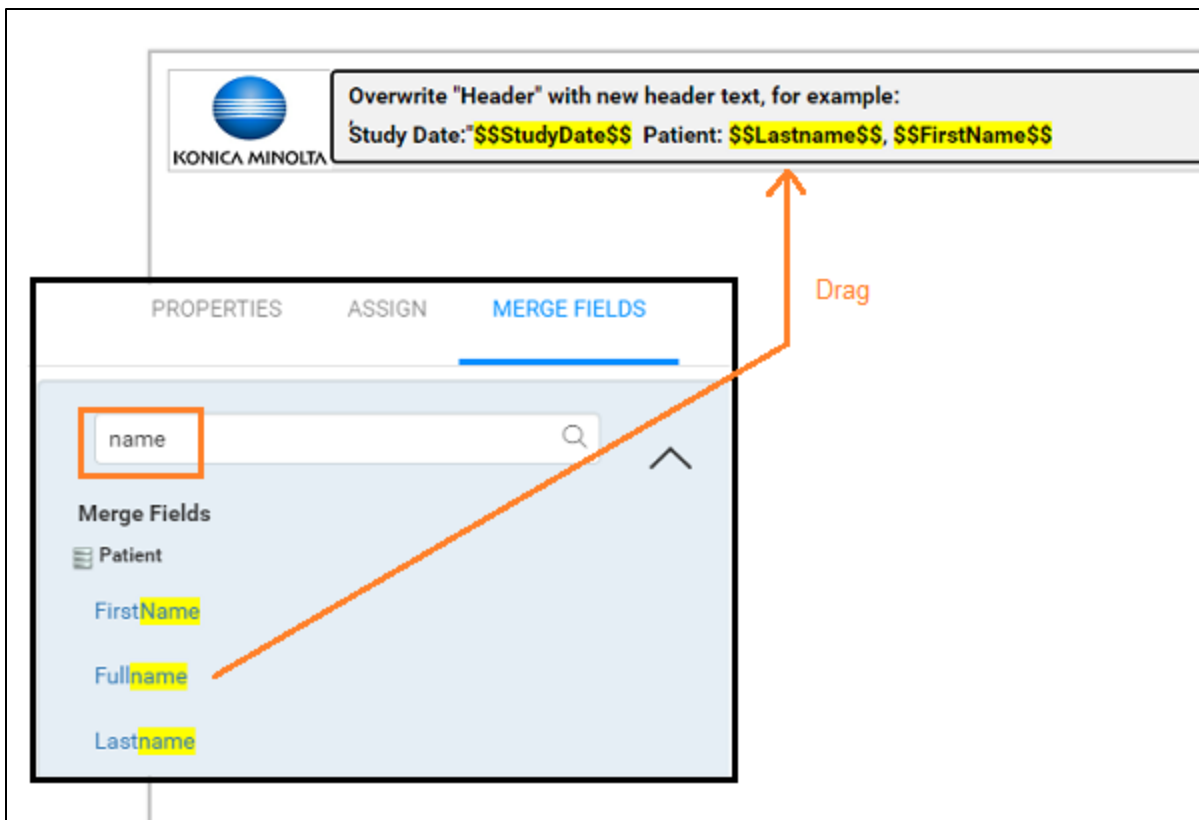 KONICA MINOLTA
Overwrite "Header" with new header text, for example:
Study Date:"$$StudyDate$$ Patient: $$Lastname$$, $$FirstName$$
Drag
PROPERTIES ASSIGN MERGE FIELDS
name
Merge Fields
Patient
FirstName
Fullname
Lastname